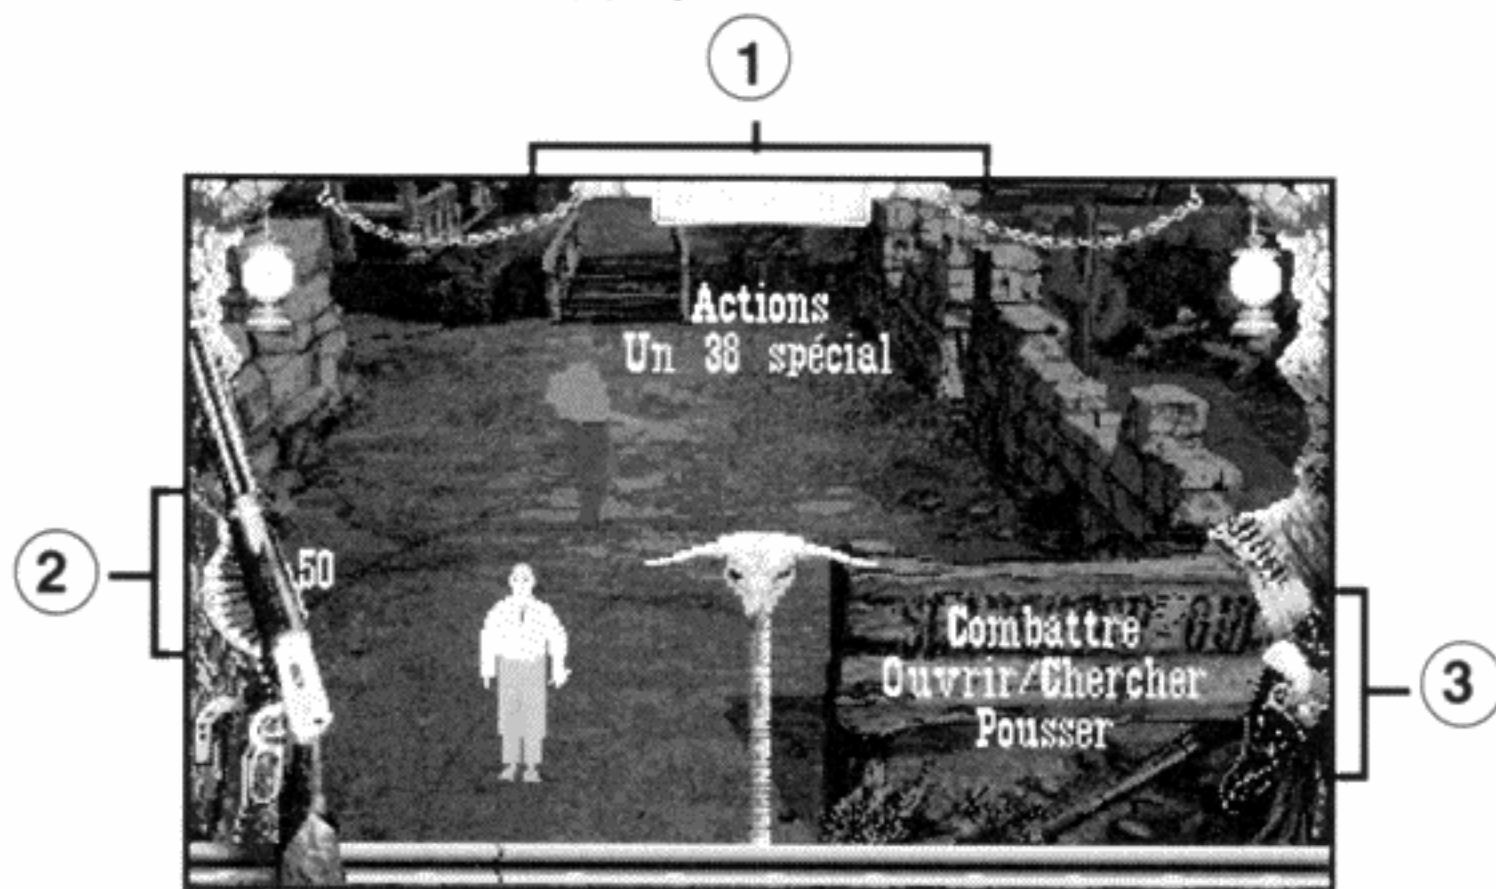 1
Actions
Un 38 spécial
2
50
Combattre
Ouvrir/Chercher
Pousser
3